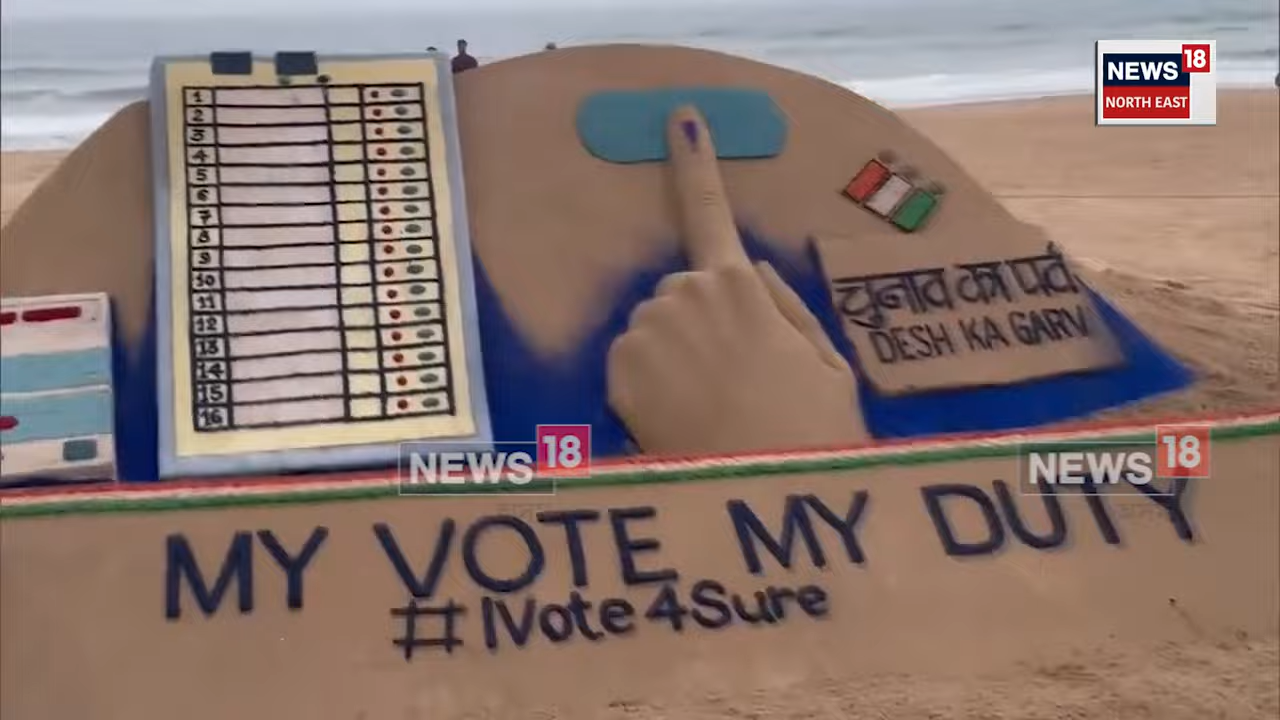 NEWS 18
NORTH EAST
1
2
3
4
5
6
7
8
9
10
11
12
13
14
15
16
चुनाव का पर्व
DESH KA GARV
NEWS 18
NEWS 18
MY VOTE MY DUTY
#IVote4Sure